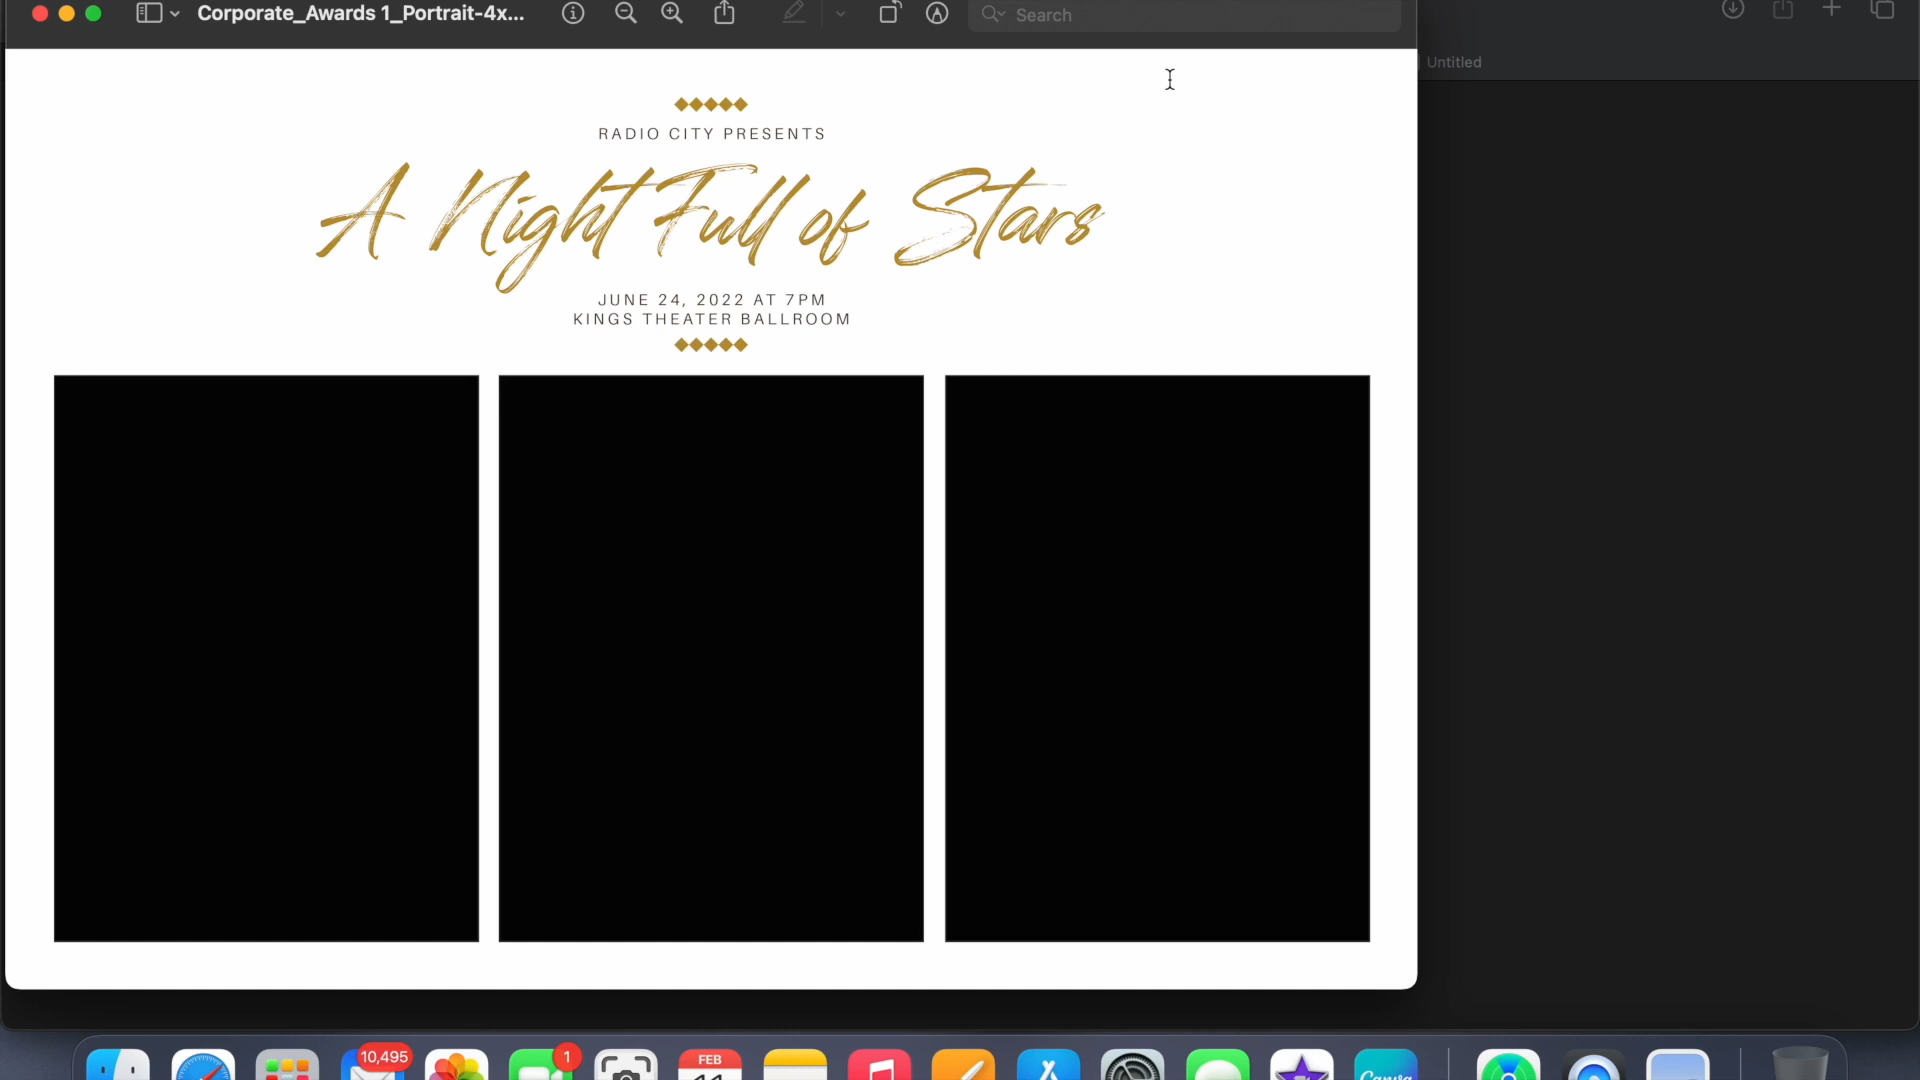 Corporate_Awards 1_Portrait-4x...
Search
Untitled
RADIO CITY PRESENTS
A Night Full of Stars
JUNE 24, 2022 AT 7PM
KINGS THEATER BALLROOM
10,495
1
FEB
Canva